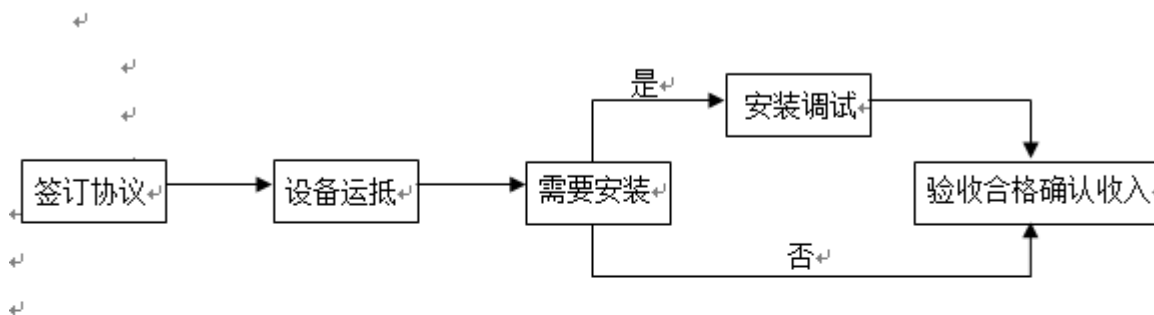 签订协议
设备运抵
需要安装
是
安装调试
否
验收合格确认收入